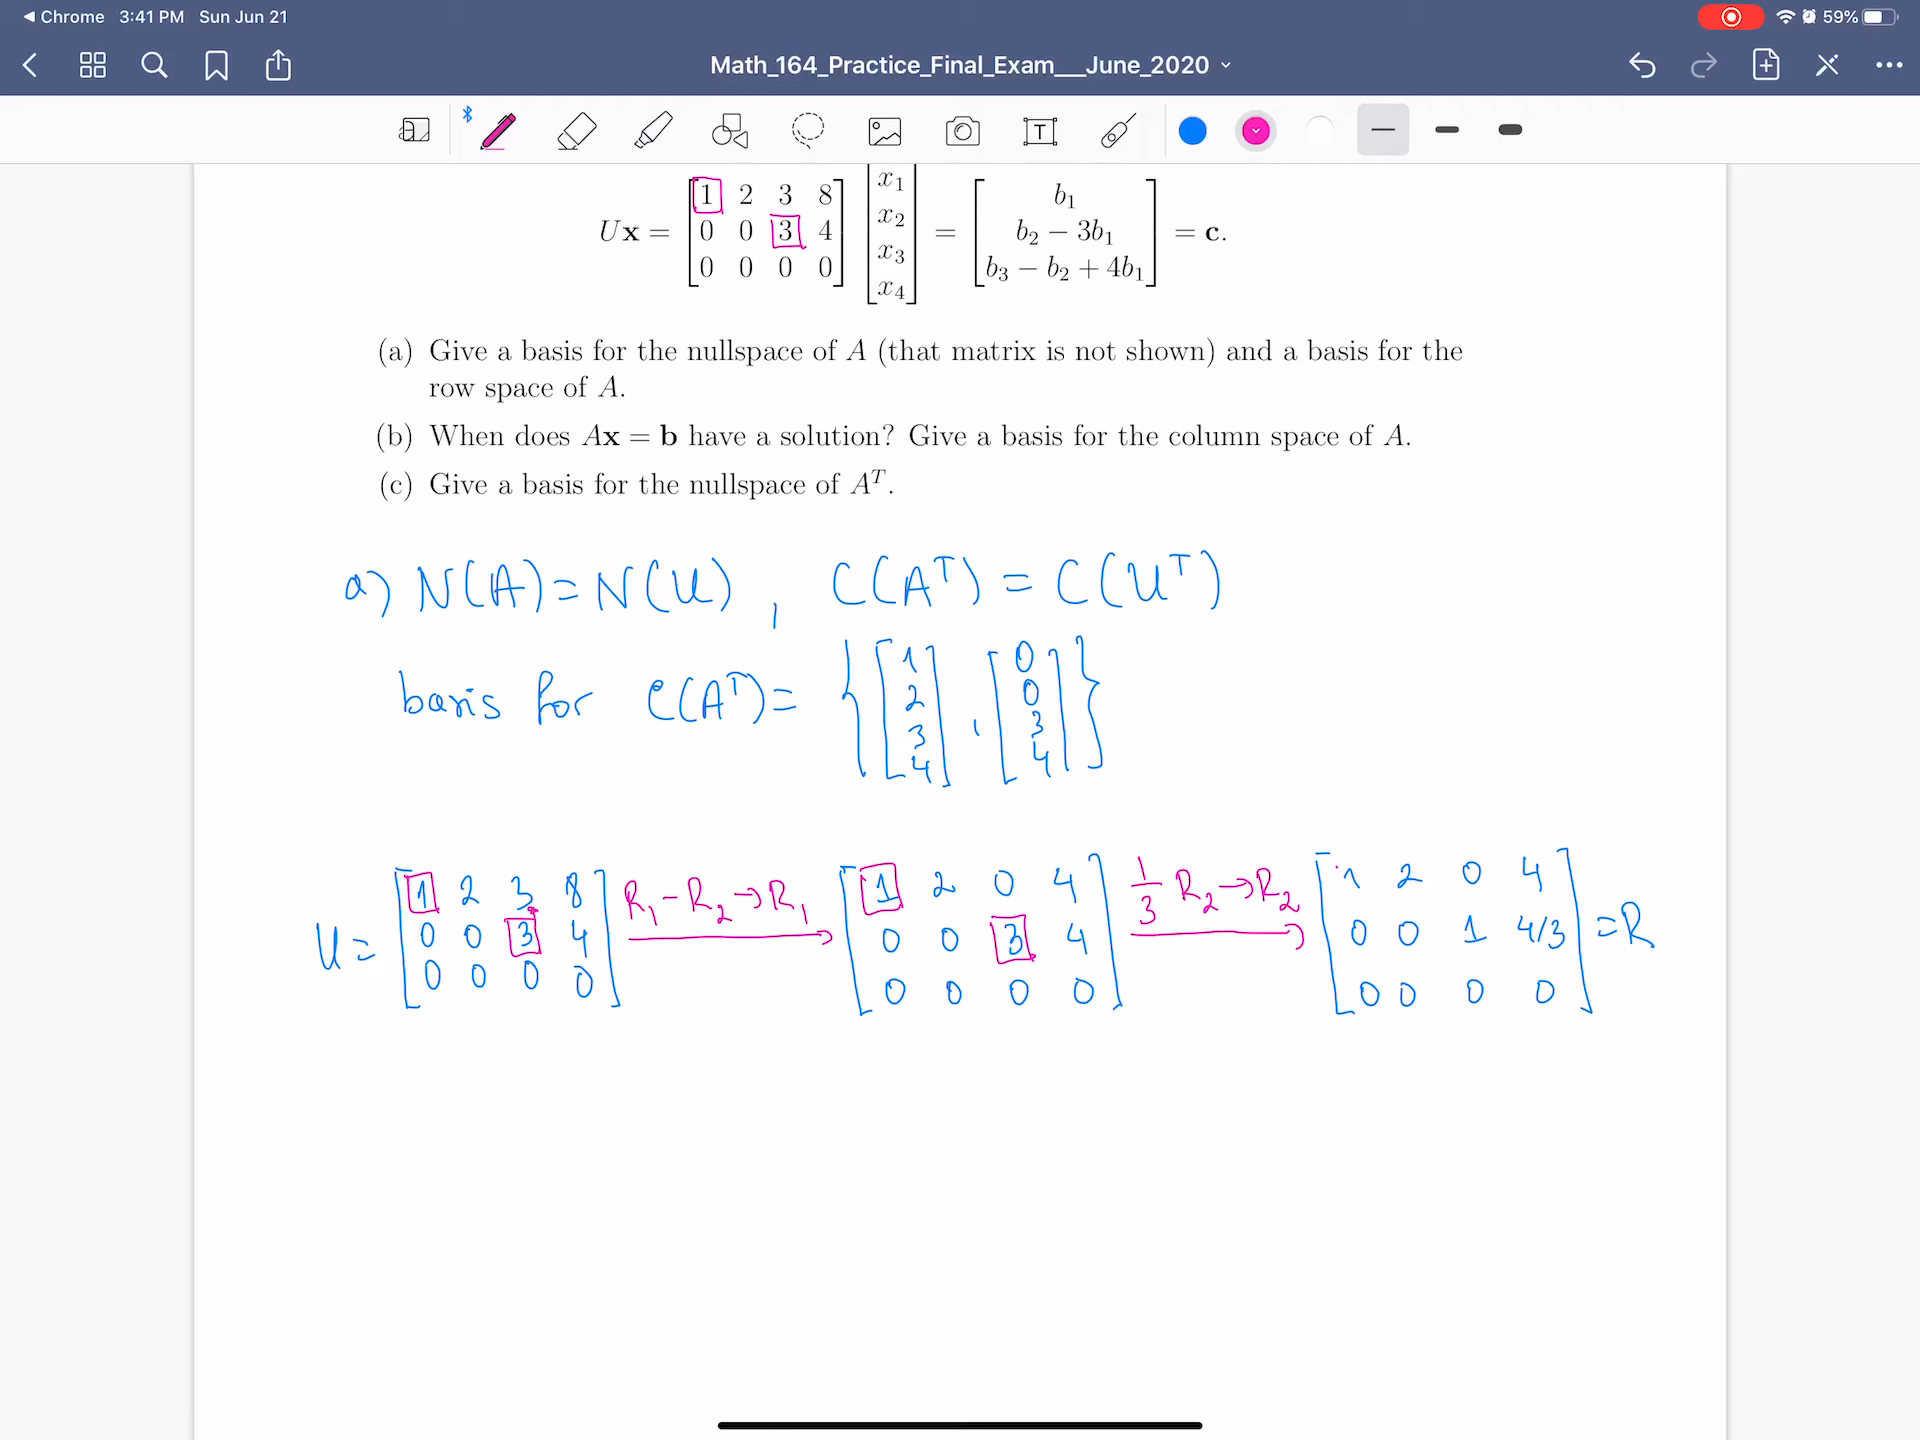 Chrome 3:41 PM Sun Jun 21
59%
Math_164_Practice_Final_Exam___June_2020
Ux = [1 2 3 8; 0 0 3 4; 0 0 0 0] [x₁; x₂; x₃; x₄] = [b₁; b₂ − 3b₁; b₃ − b₂ + 4b₁] = c.
(a) Give a basis for the nullspace of A (that matrix is not shown) and a basis for the
row space of A.
(b) When does Ax = b have a solution? Give a basis for the column space of A.
(c) Give a basis for the nullspace of Aᵀ.
a) N(A) = N(U), C(Aᵀ) = C(Uᵀ)
basis for C(Aᵀ) = {[1; 2; 3; 4], [0; 0; 3; 4]}
U = [1 2 3 8; 0 0 3 4; 0 0 0 0] R₁ − R₂ → R₁ [1 2 0 4; 0 0 3 4; 0 0 0 0] 1/3 R₂ → R₂ [1 2 0 4; 0 0 1 4/3; 0 0 0 0] = R